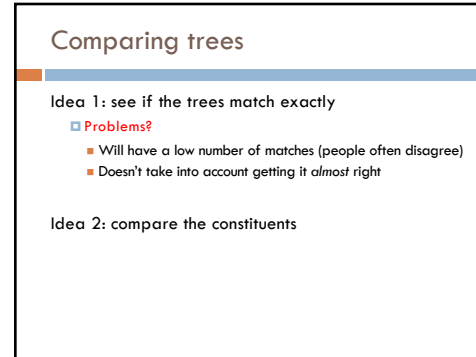 Comparing trees
Idea 1: see if the trees match exactly
Problems?
Will have a low number of matches (people often disagree)
Doesn't take into account getting it almost right
Idea 2: compare the constituents